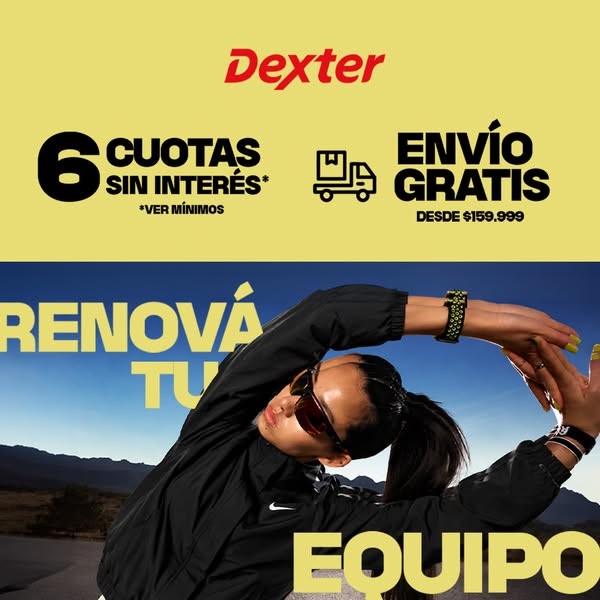 Dexter
6 CUOTAS
SIN INTERÉS*
*VER MÍNIMOS
ENVÍO
GRATIS
DESDE $159.999
RENOVÁ
TU
EQUIPO